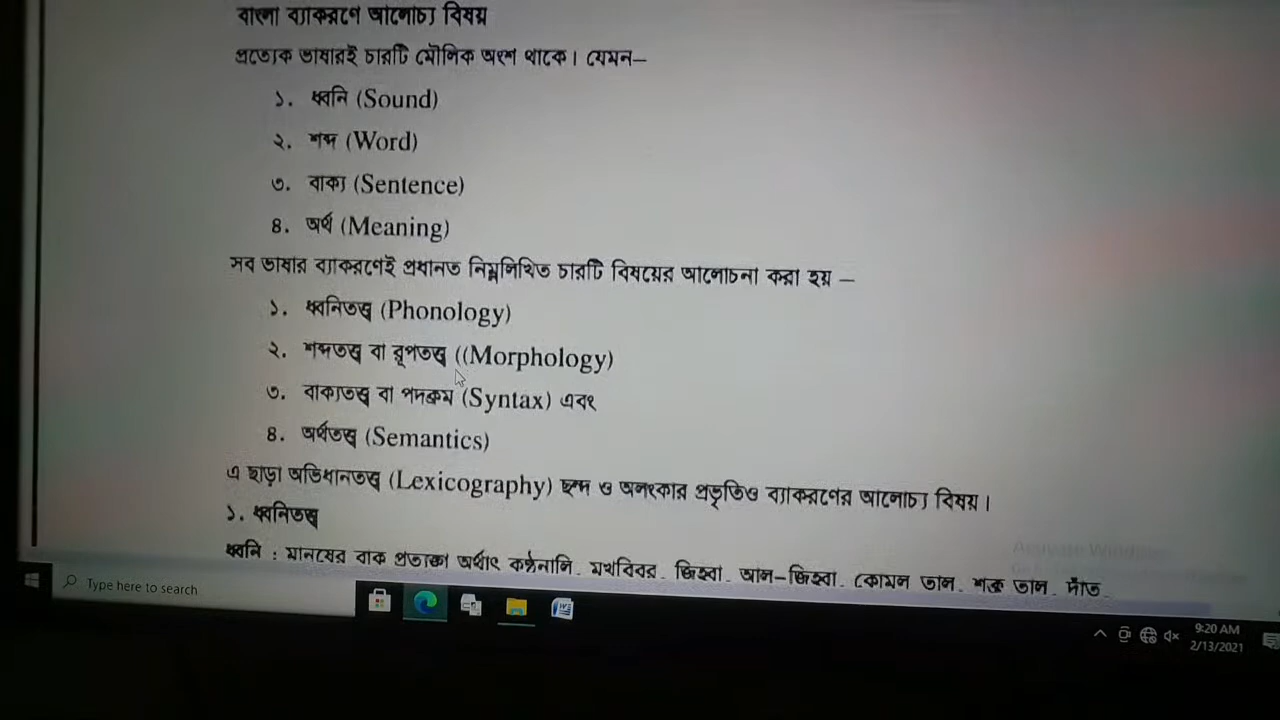 বাংলা ব্যাকরণে আলোচ্য বিষয়
প্রত্যেক ভাষারই চারটি মৌলিক অংশ থাকে। যেমন–
১. ধ্বনি (Sound)
২. শব্দ (Word)
৩. বাক্য (Sentence)
৪. অর্থ (Meaning)
সব ভাষার ব্যাকরণেই প্রধানত নিম্নলিখিত চারটি বিষয়ের আলোচনা করা হয় –
১. ধ্বনিতত্ত্ব (Phonology)
২. শব্দতত্ত্ব বা রূপতত্ত্ব ((Morphology)
৩. বাক্যতত্ত্ব বা পদক্রম (Syntax) এবং
৪. অর্থতত্ত্ব (Semantics)
এ ছাড়া অভিধানতত্ত্ব (Lexicography) ছন্দ ও অলংকার প্রভৃতিও ব্যাকরণের আলোচ্য বিষয়।
১. ধ্বনিতত্ত্ব
ধ্বনি : মানুষের বাক প্রত্যঙ্গ অর্থাৎ কণ্ঠনালি, মুখবিবর, জিহ্বা, আল-জিহ্বা, কোমল তালু, শক্ত তালু, দাঁত,
Activate Windows
Type here to search
9:20 AM
2/13/2021